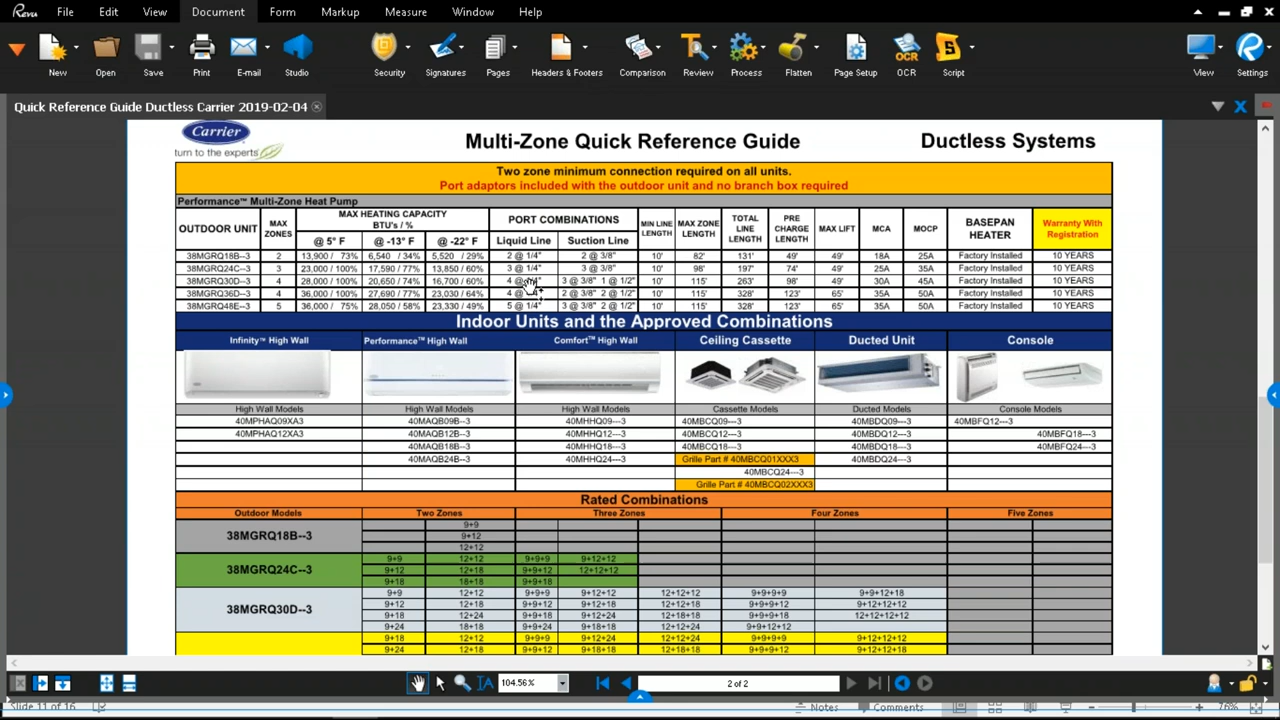 Revu File Edit View Document Form Markup Measure Window Help
New Open Save Print E-mail Studio Security Signatures Pages Headers & Footers Comparison Review Process Flatten Page Setup OCR Script View Settings
Quick Reference Guide Ductless Carrier 2019-02-04
Carrier
turn to the experts
Multi-Zone Quick Reference Guide
Ductless Systems
Two zone minimum connection required on all units.
Port adaptors included with the outdoor unit and no branch box required
Performance™ Multi-Zone Heat Pump
OUTDOOR UNIT MAX ZONES MAX HEATING CAPACITY BTU's / % PORT COMBINATIONS MIN LINE LENGTH MAX ZONE LENGTH TOTAL LINE LENGTH PRE CHARGE LENGTH MAX LIFT MCA MOCP BASEPAN HEATER Warranty With Registration
@ 5° F @ -13° F @ -22° F Liquid Line Suction Line
38MGRQ18B--3 2 13,900 / 73% 6,540 / 34% 5,520 / 29% 2 @ 1/4" 2 @ 3/8" 10' 82' 131' 49' 49' 18A 25A Factory Installed 10 YEARS
38MGRQ24C--3 3 23,000 / 100% 17,590 / 77% 13,850 / 60% 3 @ 1/4" 3 @ 3/8" 10' 98' 197' 74' 49' 25A 35A Factory Installed 10 YEARS
38MGRQ30D--3 4 28,000 / 100% 20,650 / 74% 16,700 / 60% 4 @ 3 @ 3/8" 1 @ 1/2" 10' 115' 263' 98' 49' 30A 45A Factory Installed 10 YEARS
38MGRQ36D--3 4 36,000 / 100% 27,690 / 77% 23,030 / 64% 4 @ 3 @ 3/8" 2 @ 1/2" 10' 115' 328' 123' 65' 35A 50A Factory Installed 10 YEARS
38MGRQ48E--3 5 36,000 / 75% 28,050 / 58% 23,330 / 49% 5 @ 1/4" 3 @ 3/8" 2 @ 1/2" 10' 115' 328' 123' 65' 35A 50A Factory Installed 10 YEARS
Indoor Units and the Approved Combinations
Infinity™ High Wall Performance™ High Wall Comfort™ High Wall Ceiling Cassette Ducted Unit Console
High Wall Models High Wall Models High Wall Models Cassette Models Ducted Models Console Models
40MPHAQ09XA3 40MAQB09B--3 40MHHQ09---3 40MBCQ09---3 40MBDQ09---3 40MBFQ12---3
40MPHAQ12XA3 40MAQB12B--3 40MHHQ12---3 40MBCQ12---3 40MBDQ12---3 40MBFQ18---3
40MAQB18B--3 40MHHQ18---3 40MBCQ18---3 40MBDQ18---3 40MBFQ24---3
40MAQB24B--3 40MHHQ24---3 Grille Part # 40MBCQ01XXX3 40MBDQ24---3
40MBCQ24---3
Grille Part # 40MBCQ02XXX3
Rated Combinations
Outdoor Models Two Zones Three Zones Four Zones Five Zones
38MGRQ18B--3
9+9
9+12
12+12
38MGRQ24C--3
9+9 12+12 9+9+9 9+12+12
9+12 12+18 9+9+12 12+12+12
9+18 18+18 9+9+18
38MGRQ30D--3
9+9 12+12 9+9+9 9+12+12 12+12+12 9+9+9+9 9+9+12+18
9+12 12+18 9+9+12 9+12+18 12+18+18 9+9+9+12 9+12+12+12
9+18 12+24 9+9+18 9+12+24 12+18+18 9+9+9+18 12+12+12+12
9+24 18+18 9+9+24 9+18+18 12+12+24 9+9+12+12
9+18 12+12 9+9+9 9+12+24 12+12+24 9+9+9+9 9+12+12+12
9+24 12+18 9+9+12 9+18+18 12+18+18 9+9+9+12 9+12+12+18
104.56% 2 of 2
Slide 11 of 16 Notes Comments 76%